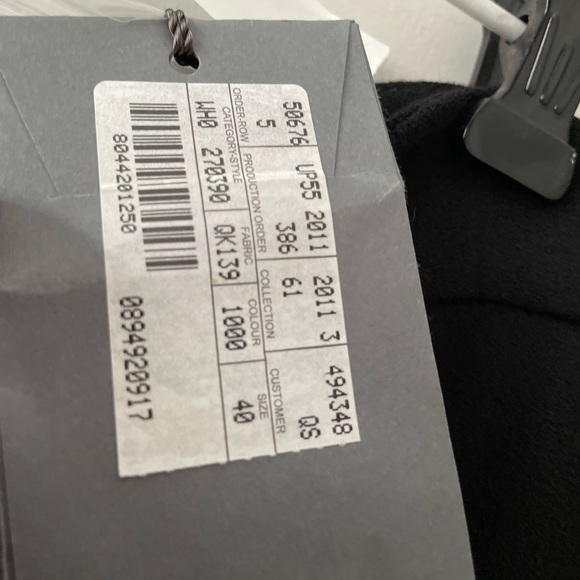 50676 UP55 2011 2011 3 494348
5 386 61 QS
ORDER-ROW PRODUCTION ORDER COLLECTION CUSTOMER
CATEGORY-STYLE FABRIC COLOUR SIZE
WH0 270390 QK139 1000 40
8044201250
0894920917